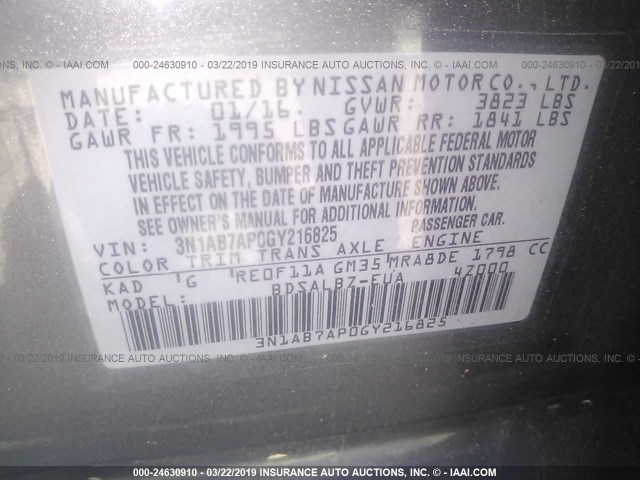 000-24630910 - 03/22/2019 INSURANCE AUTO AUCTIONS - © IAAI.COM
MANUFACTURED BY NISSAN MOTOR CO., LTD.
DATE: 01/16. GVWR: 3823 LBS
GAWR FR: 1995 LBS GAWR RR: 1841 LBS
THIS VEHICLE CONFORMS TO ALL APPLICABLE FEDERAL MOTOR
VEHICLE SAFETY, BUMPER AND THEFT PREVENTION STANDARDS
IN EFFECT ON THE DATE OF MANUFACTURE SHOWN ABOVE.
SEE OWNER'S MANUAL FOR ADDITIONAL INFORMATION.
VIN: 3N1AB7AP0GY216825 PASSENGER CAR.
COLOR TRIM TRANS AXLE ENGINE
KAD G RE0F11A GM35 MRA8DE 1798 CC
MODEL: BDSALBZ-EUA 4Z000
3N1AB7AP0GY216825
000-24630910 - 03/22/2019 INSURANCE AUTO AUCTIONS - © IAAI.COM